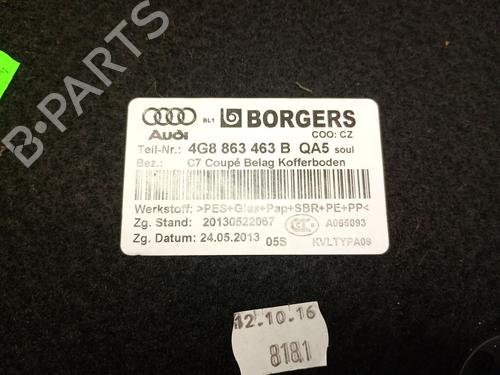 Audi BL1 BORGERS
COO: CZ
Teil-Nr.: 4G8 863 463 B QA5 soul
Bez.: C7 Coupé Belag Kofferboden
Werkstoff: >PES+Glas+Pap+SBR+PE+PP<
Zg. Stand: 20130522067 A066093
Zg. Datum: 24.05.2013 05S KVLTYPA09
12.10.16
8181
B-PARTS